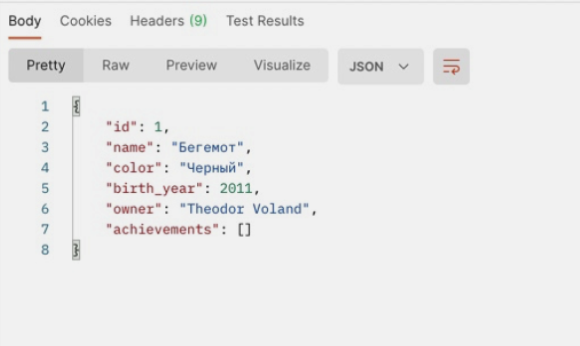 Body Cookies Headers (9) Test Results
Pretty Raw Preview Visualize JSON
1 {
2 "id": 1,
3 "name": "Бегемот",
4 "color": "Черный",
5 "birth_year": 2011,
6 "owner": "Theodor Voland",
7 "achievements": []
8 }